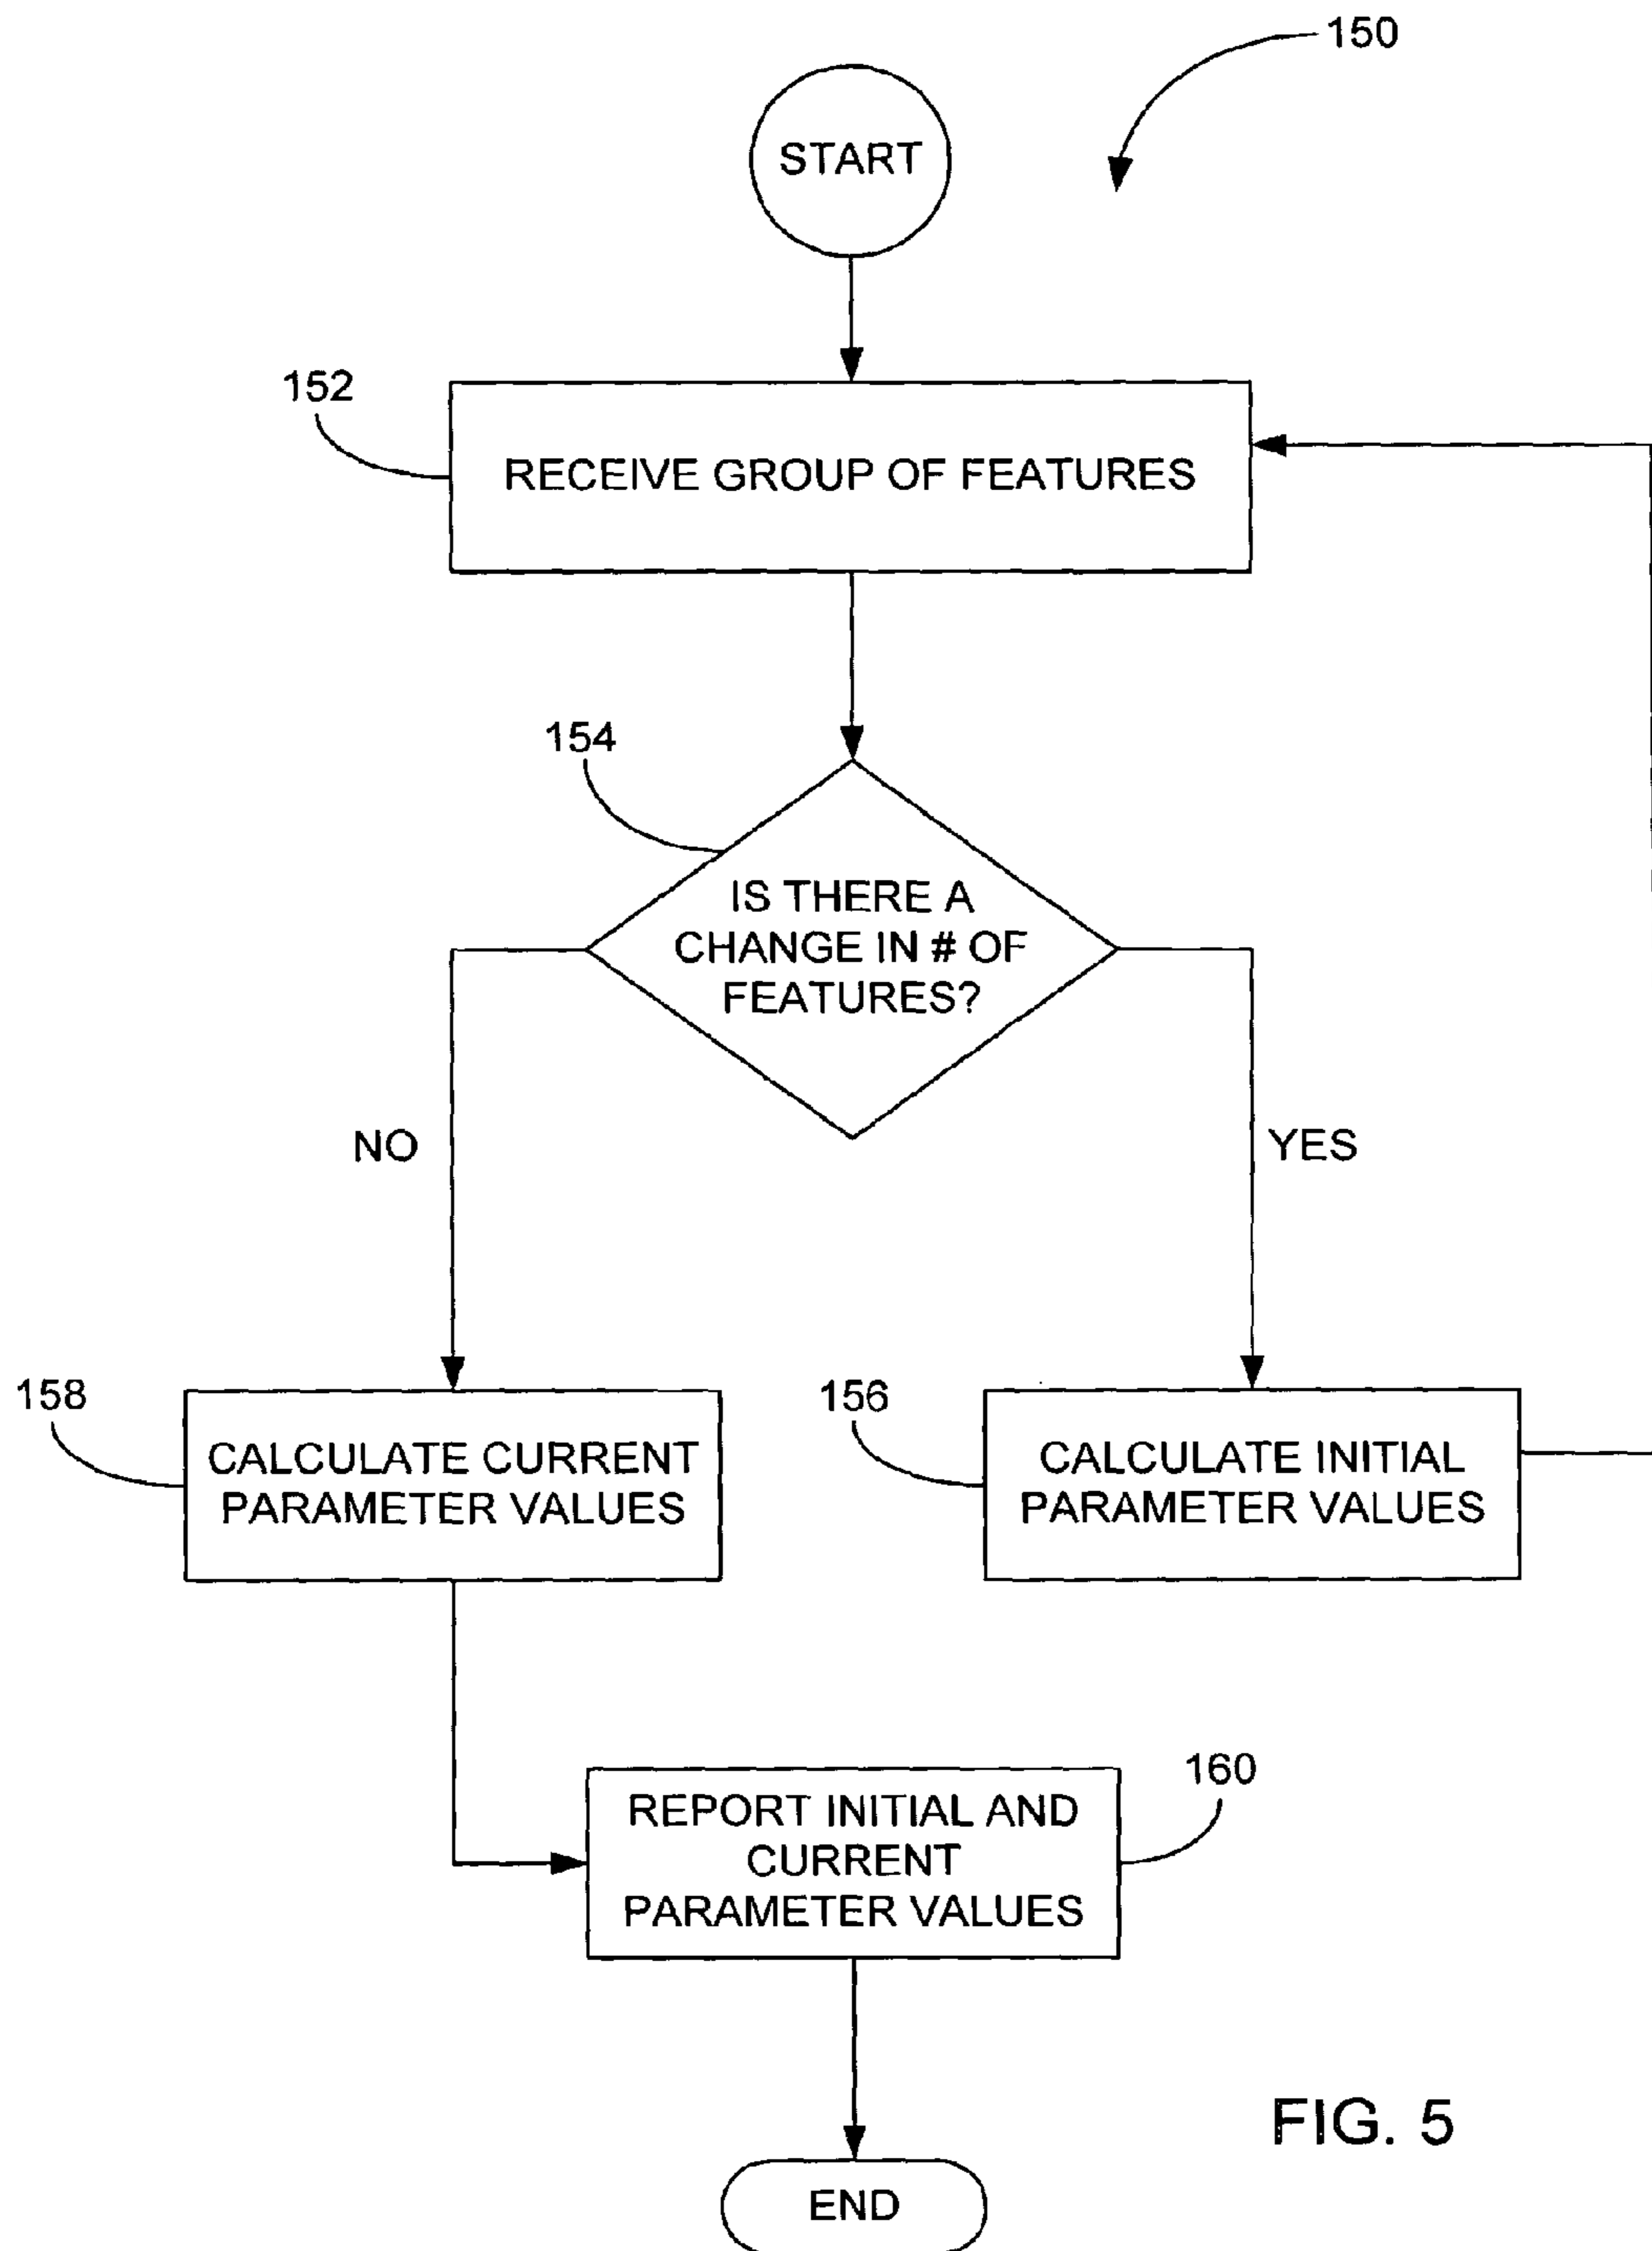 150
START
152
RECEIVE GROUP OF FEATURES
154
IS THERE A
CHANGE IN # OF
FEATURES?
NO
YES
158
CALCULATE CURRENT
PARAMETER VALUES
156
CALCULATE INITIAL
PARAMETER VALUES
160
REPORT INITIAL AND
CURRENT
PARAMETER VALUES
FIG. 5
END